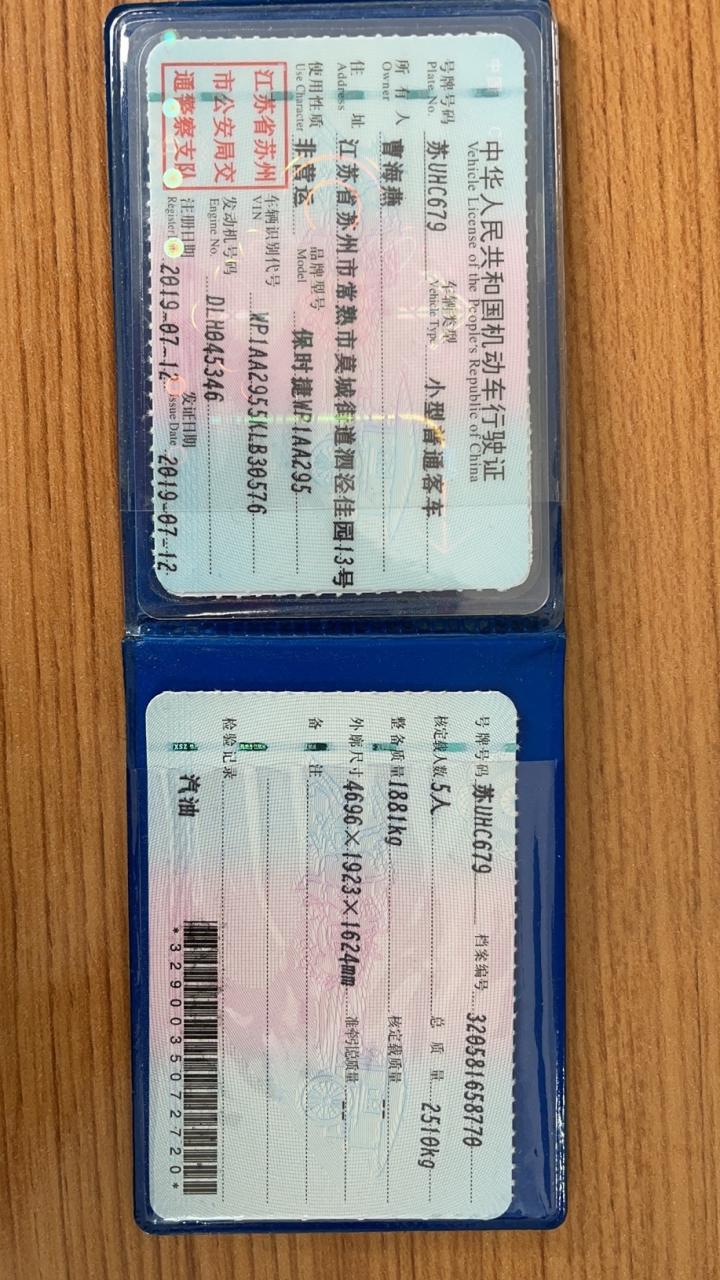 中华人民共和国机动车行驶证
Vehicle License of the People's Republic of China
号牌号码 苏UHC679 车辆类型 小型普通客车
Plate No. Vehicle Type
所有人 曹海燕
Owner
住址 江苏省苏州市常熟市莫城街道泗泾佳园13号
Address
使用性质 非营运 品牌型号 保时捷WP1AA295
Use Character Model
江苏省苏州
市公安局交
通警察支队
车辆识别代号 WP1AA2955KLB30576
VIN
发动机号码 DLH045346
Engine No.
注册日期 2019-07-12 发证日期 2019-07-12
Register Issue Date
号牌号码 苏UHC679 档案编号 320581658770
核定载人数 5人 总质量 2510kg
整备质量 1881kg 核定载质量 --
外廓尺寸 4696×1923×1624mm 准牵引总质量 --
备注
检验记录
汽油
*3290035072720*